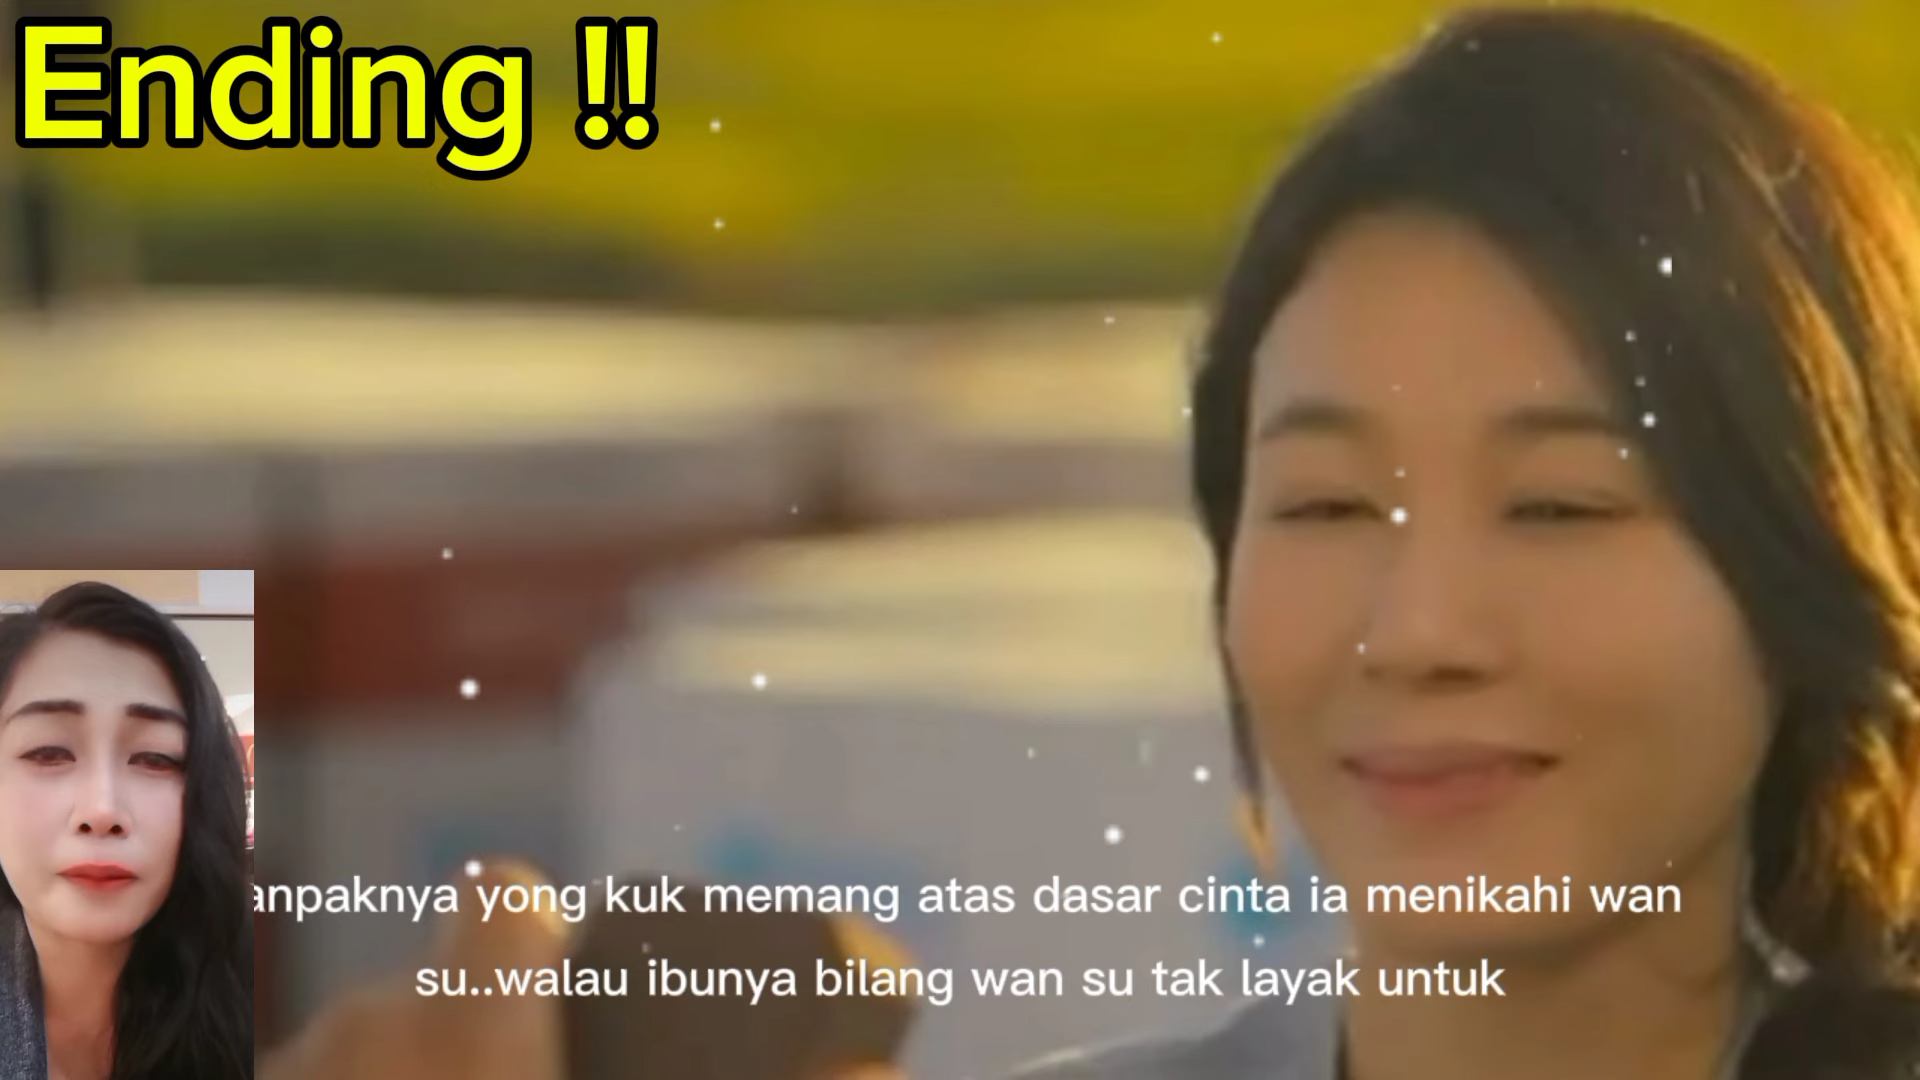 Ending !!
anpaknya yong kuk memang atas dasar cinta ia menikahi wan
su..walau ibunya bilang wan su tak layak untuk